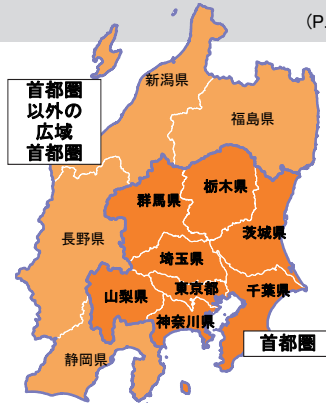 (P.
新潟県
首都圏
以外の
広域
首都圏
福島県
栃木県
群馬県
茨城県
長野県
埼玉県
東京都
山梨県
千葉県
神奈川県
首都圏
静岡県